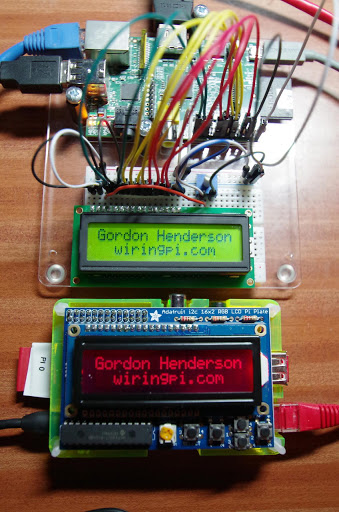 Gordon Henderson
wiringpi.com
Adafruit i2c 16x2 RGB LCD Pi Plate
Gordon Henderson
wiringpi.com
Pi 0